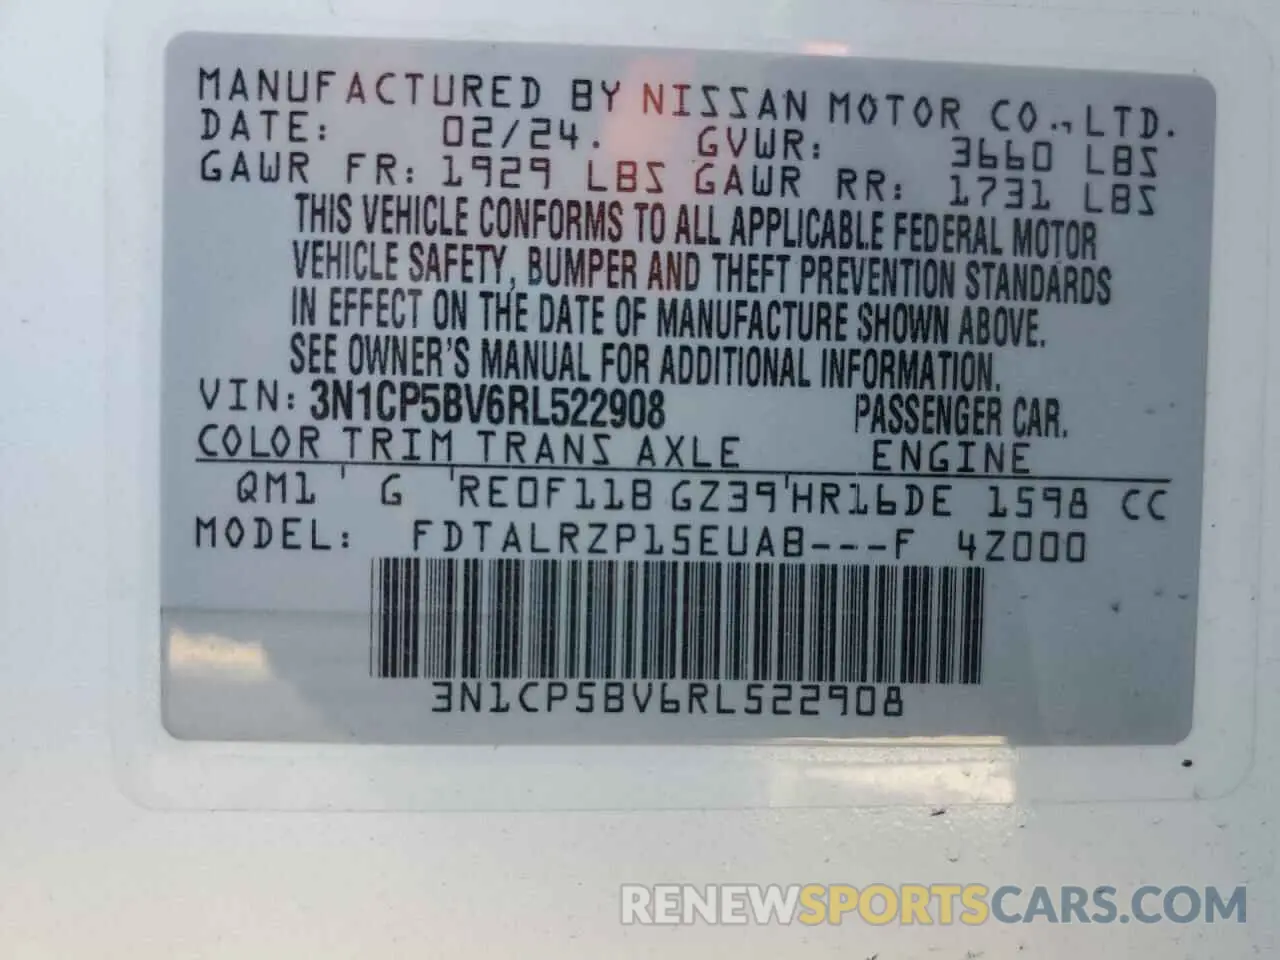 MANUFACTURED BY NISSAN MOTOR CO., LTD.
DATE: 02/24. GVWR: 3660 LBS
GAWR FR: 1929 LBS GAWR RR: 1731 LBS
THIS VEHICLE CONFORMS TO ALL APPLICABLE FEDERAL MOTOR
VEHICLE SAFETY, BUMPER AND THEFT PREVENTION STANDARDS
IN EFFECT ON THE DATE OF MANUFACTURE SHOWN ABOVE.
SEE OWNER'S MANUAL FOR ADDITIONAL INFORMATION.
VIN: 3N1CP5BV6RL522908 PASSENGER CAR.
COLOR TRIM TRANS AXLE ENGINE
QM1 ' G 'RE0F11B GZ39'HR16DE 1598 CC
MODEL: FDTALRZP15EUAB---F 4Z000
3N1CP5BV6RL522908
RENEWSPORTSCARS.COM